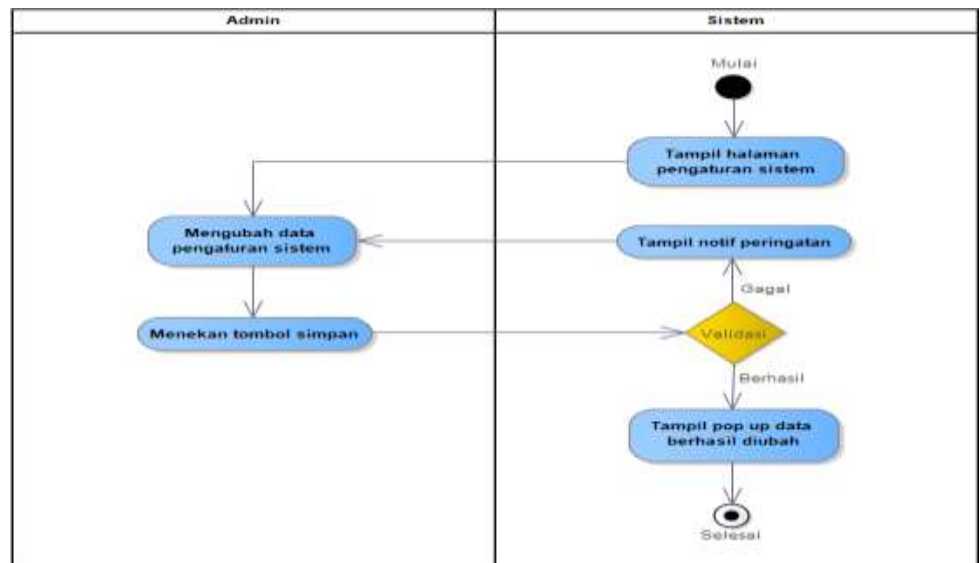 Admin
Sistem
Mulai
Tampil halaman
pengaturan sistem
Mengubah data
pengaturan sistem
Tampil notif peringatan
Gagal
Menekan tombol simpan
Validasi
Berhasil
Tampil pop up data
berhasil diubah
Selesai